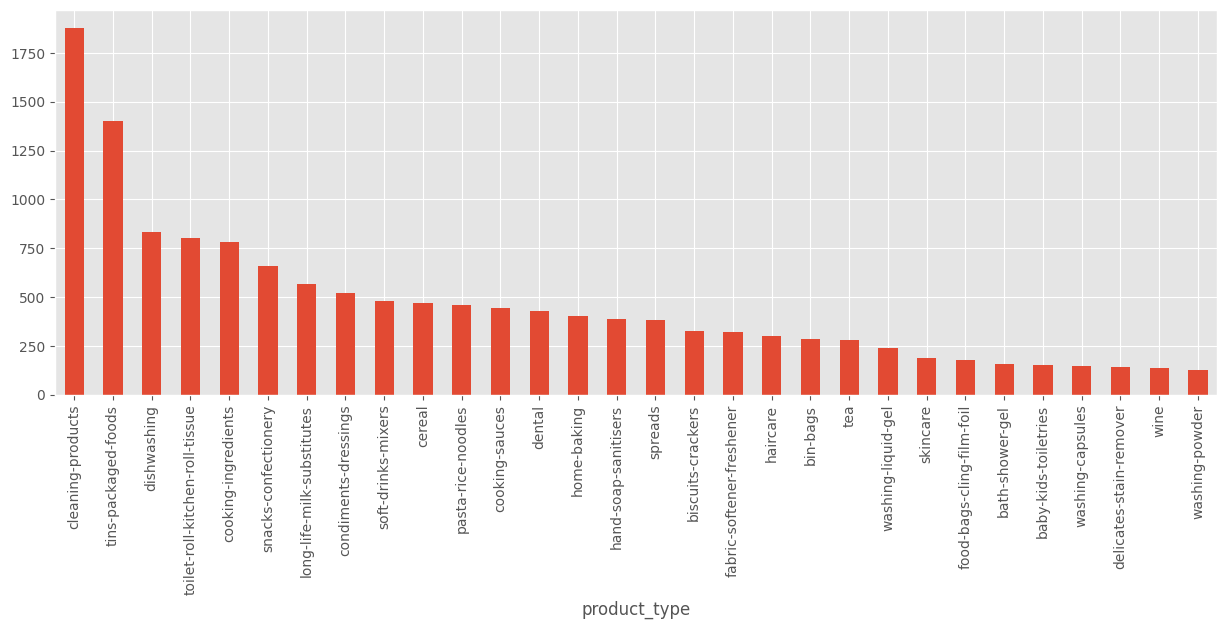 1750
1500
1250
1000
750
500
250
0
cleaning-products
tins-packaged-foods
dishwashing
toilet-roll-kitchen-roll-tissue
cooking-ingredients
snacks-confectionery
long-life-milk-substitutes
condiments-dressings
soft-drinks-mixers
cereal
pasta-rice-noodles
cooking-sauces
dental
home-baking
hand-soap-sanitisers
spreads
biscuits-crackers
fabric-softener-freshener
haircare
bin-bags
tea
washing-liquid-gel
skincare
food-bags-cling-film-foil
bath-shower-gel
baby-kids-toiletries
washing-capsules
delicates-stain-remover
wine
washing-powder
product_type